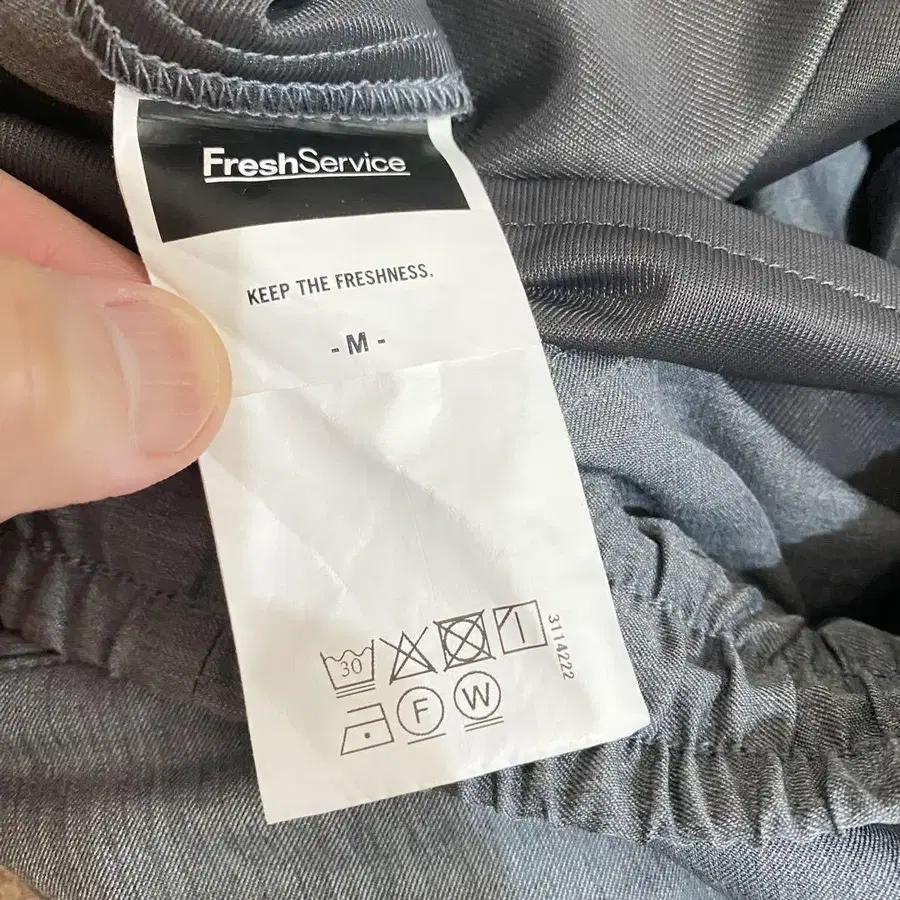 FreshService
KEEP THE FRESHNESS.
- M -
30
3114222
F W